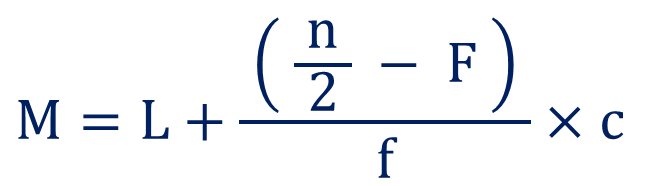 M = L + ( n/2 − F ) / f × c